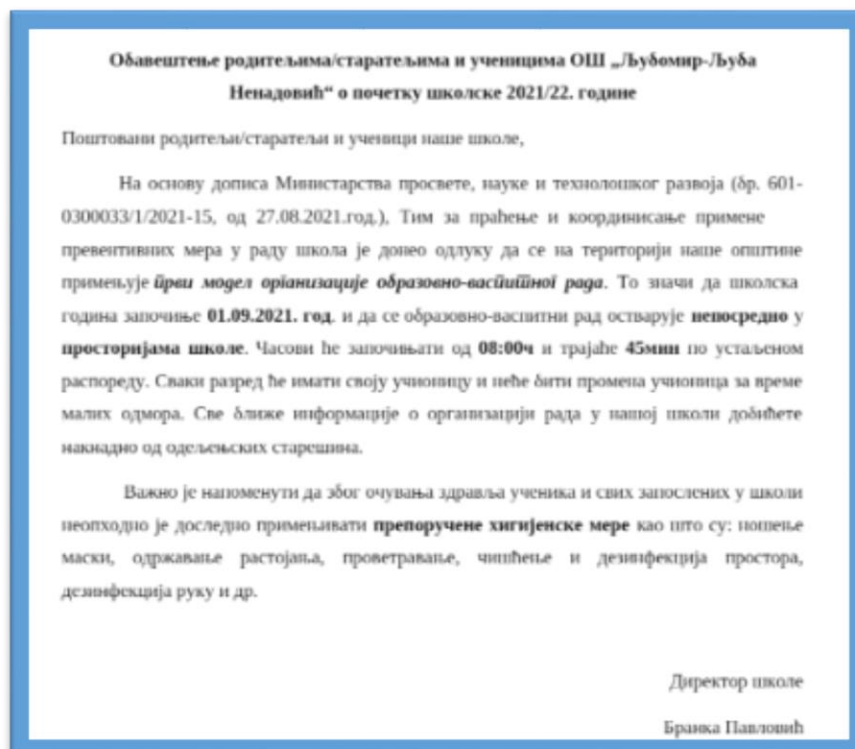 Обавештење родитељима/старатељима и ученицима ОШ „Љубомир-Љуба
Ненадовић“ о почетку школске 2021/22. године
Поштовани родитељи/старатељи и ученици наше школе,
На основу дописа Министарства просвете, науке и технолошког развоја (бр. 601-
0300033/1/2021-15, од 27.08.2021.год.), Тим за праћење и координисање примене
превентивних мера у раду школа је донео одлуку да се на територији наше општине
примењује први модел организације образовно-васпитног рада. То значи да школска
година започиње 01.09.2021. год. и да се образовно-васпитни рад остварује непосредно у
просторијама школе. Часови ће започињати од 08:00ч и трајаће 45мин по устаљеном
распореду. Сваки разред ће имати своју учионицу и неће бити промена учионица за време
малих одмора. Све ближе информације о организацији рада у нашој школи добићете
накнадно од одељенских старешина.
Важно је напоменути да због очувања здравља ученика и свих запослених у школи
неопходно је доследно примењивати препоручене хигијенске мере као што су: ношење
маски, одржавање растојања, проветравање, чишћење и дезинфекција простора,
дезинфекција руку и др.
Директор школе
Бранка Павловић